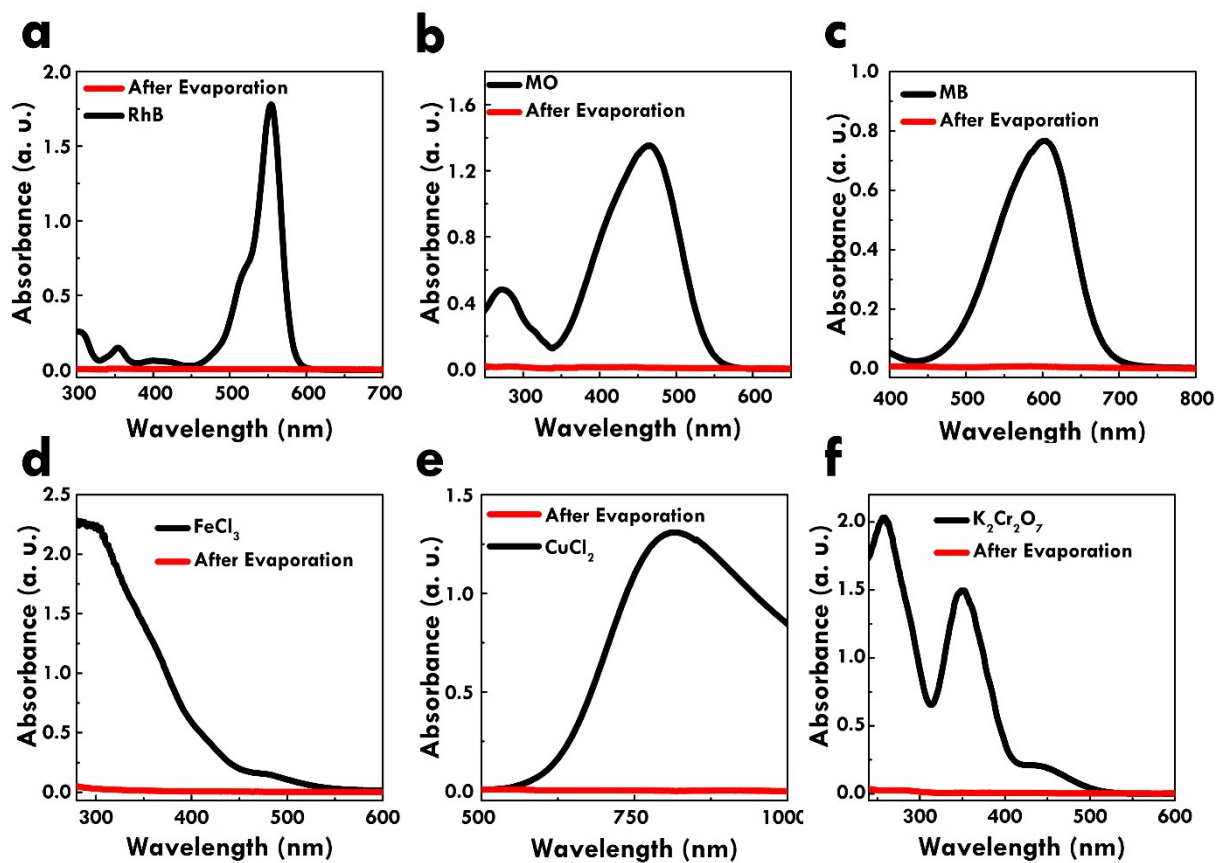 a
After Evaporation
RhB
Absorbance (a. u.)
2.0
1.5
1.0
0.5
0.0
300 400 500 600 700
Wavelength (nm)
b
MO
After Evaporation
Absorbance (a. u.)
1.6
1.2
0.8
0.4
0.0
300 400 500 600
Wavelength (nm)
c
MB
After Evaporation
Absorbance (a. u.)
1.0
0.8
0.6
0.4
0.2
0.0
400 500 600 700 800
Wavelength (nm)
d
FeCl3
After Evaporation
Absorbance (a. u.)
2.5
2.0
1.5
1.0
0.5
0.0
300 400 500 600
Wavelength (nm)
e
After Evaporation
CuCl2
Absorbance (a. u.)
1.5
1.0
0.5
0.0
500 750 1000
Wavelength (nm)
f
K2Cr2O7
After Evaporation
Absorbance (a. u.)
2.0
1.5
1.0
0.5
0.0
300 400 500 600
Wavelength (nm)